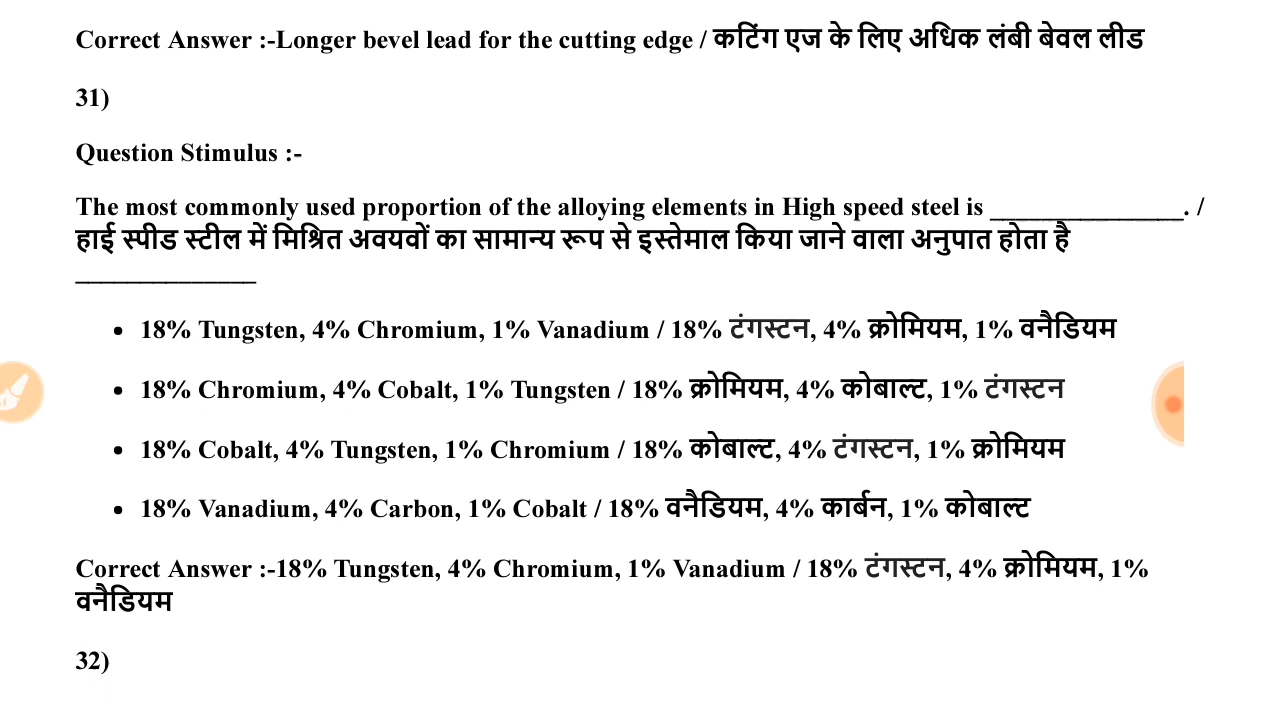 Correct Answer :-Longer bevel lead for the cutting edge / कटिंग एज के लिए अधिक लंबी बेवल लीड
31)
Question Stimulus :-
The most commonly used proportion of the alloying elements in High speed steel is _______________. /
हाई स्पीड स्टील में मिश्रित अवयवों का सामान्य रूप से इस्तेमाल किया जाने वाला अनुपात होता है
______________
• 18% Tungsten, 4% Chromium, 1% Vanadium / 18% टंगस्टन, 4% क्रोमियम, 1% वनैडियम
• 18% Chromium, 4% Cobalt, 1% Tungsten / 18% क्रोमियम, 4% कोबाल्ट, 1% टंगस्टन
• 18% Cobalt, 4% Tungsten, 1% Chromium / 18% कोबाल्ट, 4% टंगस्टन, 1% क्रोमियम
• 18% Vanadium, 4% Carbon, 1% Cobalt / 18% वनैडियम, 4% कार्बन, 1% कोबाल्ट
Correct Answer :-18% Tungsten, 4% Chromium, 1% Vanadium / 18% टंगस्टन, 4% क्रोमियम, 1%
वनैडियम
32)